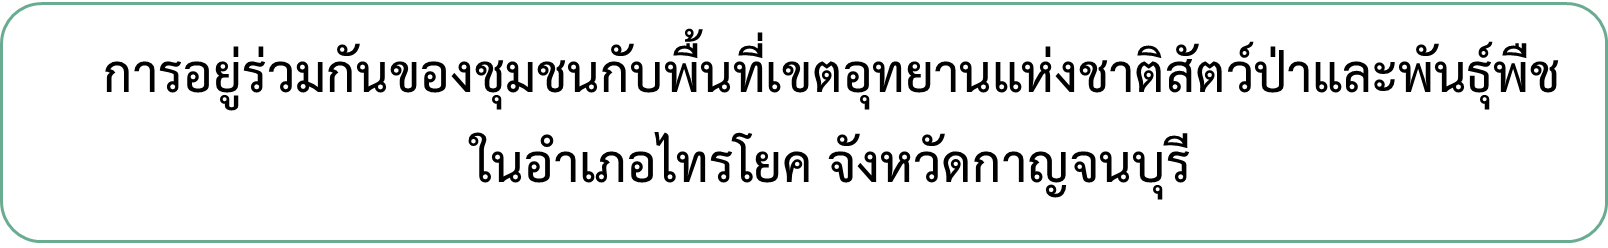 การอยู่ร่วมกันของชุมชนกับพื้นที่เขตอุทยานแห่งชาติสัตว์ป่าและพันธุ์พืช
ในอำเภอไทรโยค จังหวัดกาญจนบุรี